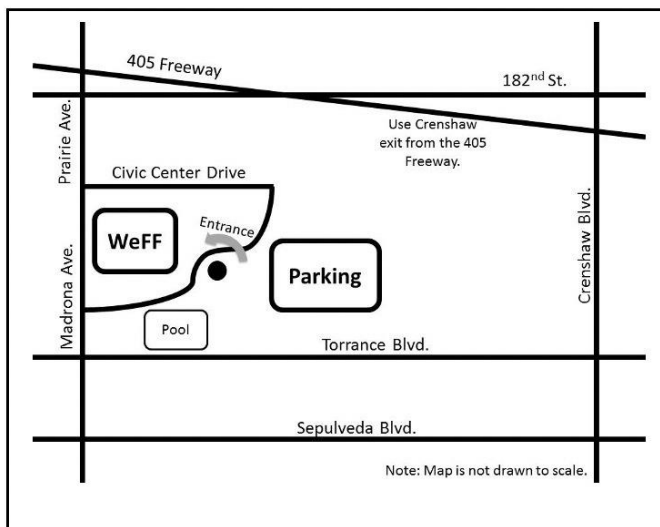 405 Freeway
182nd St.
Use Crenshaw
exit from the 405
Freeway.
Prairie Ave.
Civic Center Drive
Entrance
WeFF
Parking
Crenshaw Blvd.
Madrona Ave.
Pool
Torrance Blvd.
Sepulveda Blvd.
Note: Map is not drawn to scale.